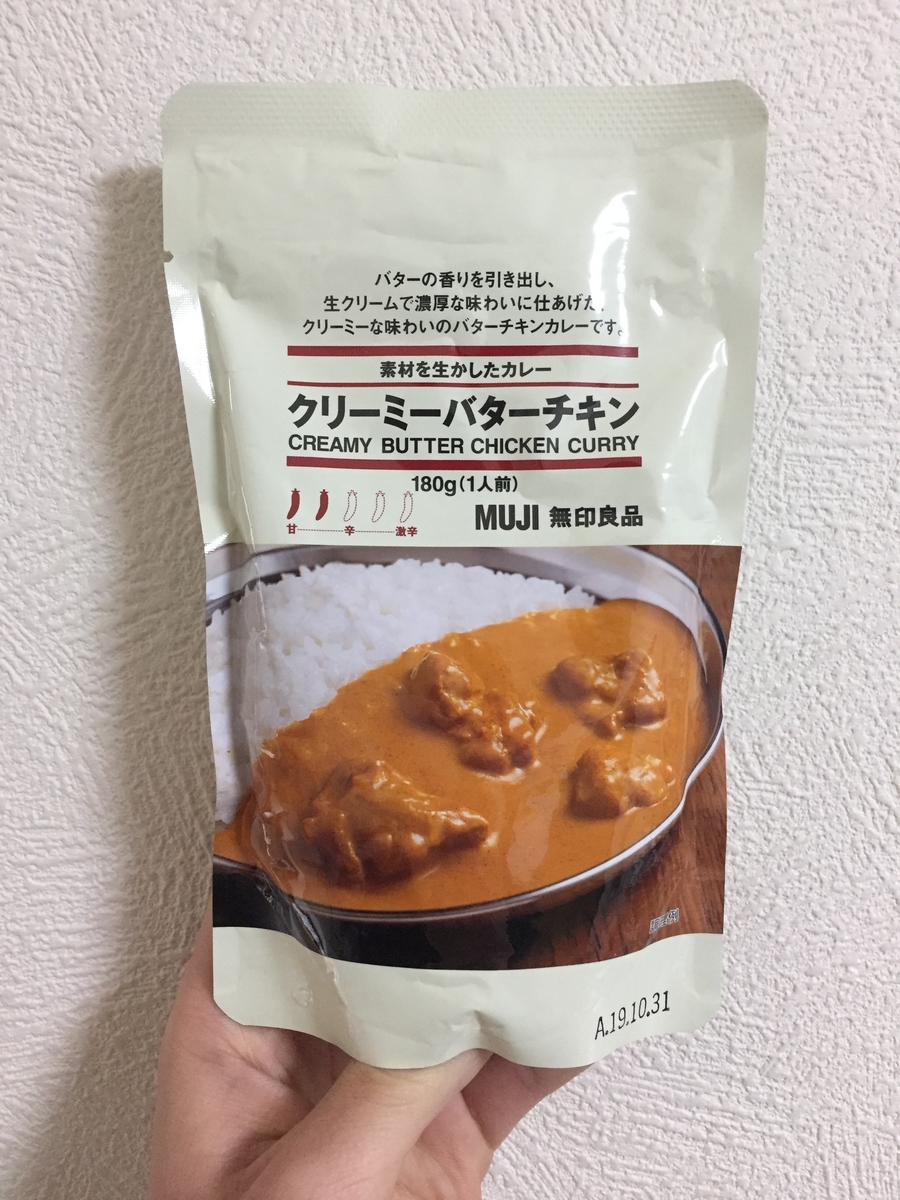 バターの香りを引き出し、
生クリームで濃厚な味わいに仕あげた、
クリーミーな味わいのバターチキンカレーです。
素材を生かしたカレー
クリーミーバターチキン
CREAMY BUTTER CHICKEN CURRY
180g(1人前)
甘 辛 激辛
MUJI 無印良品
A.19.10.31